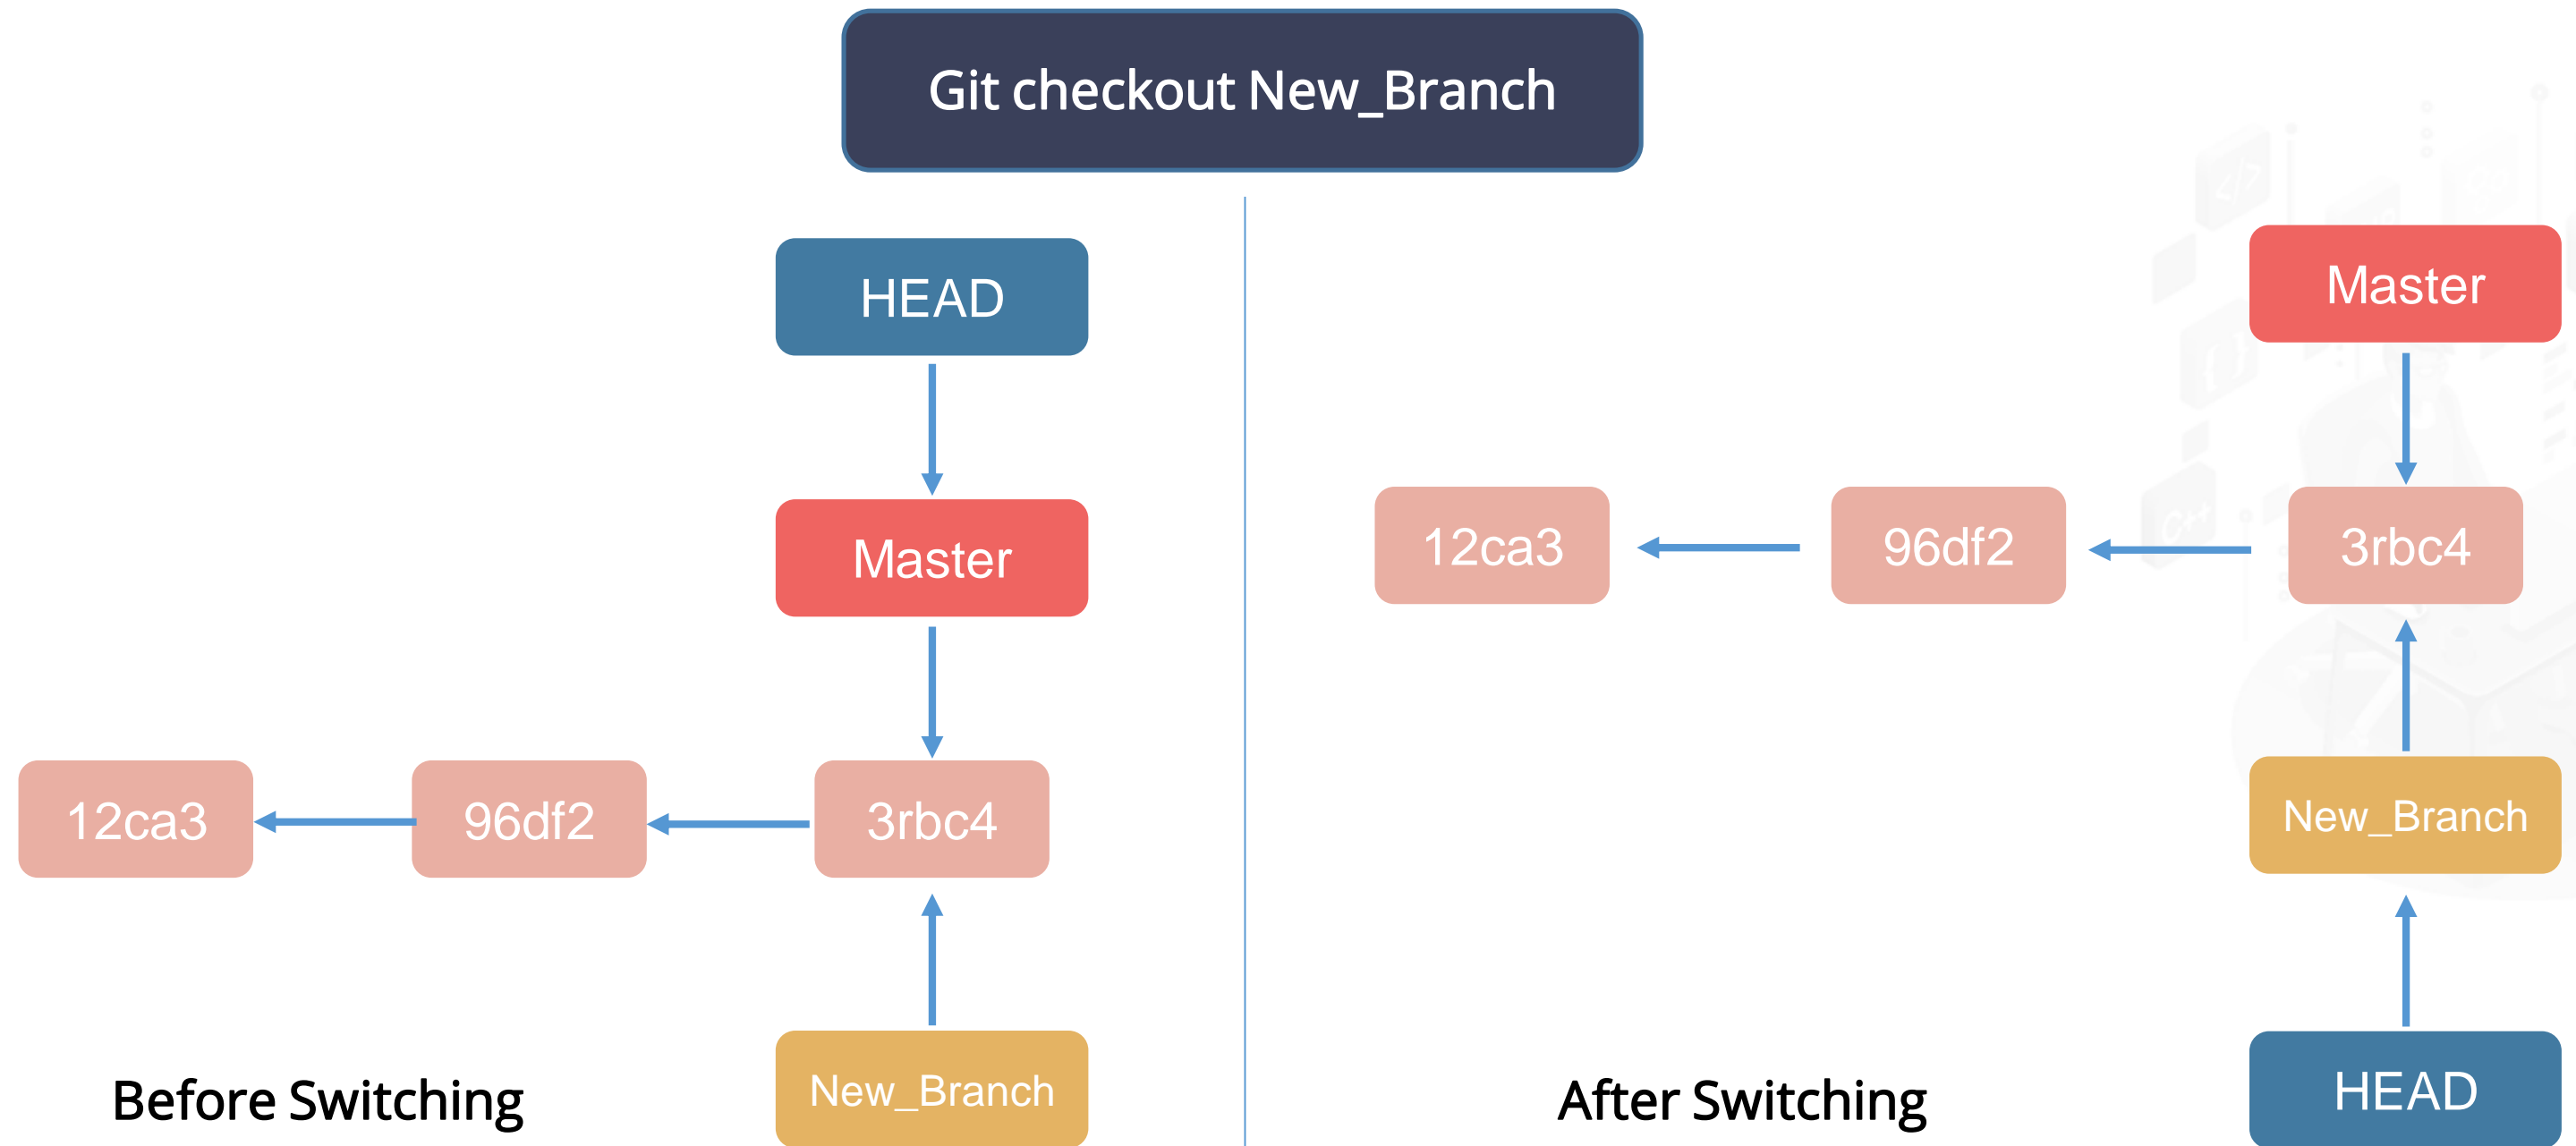 Git checkout New_Branch
HEAD
Master
12ca3
96df2
3rbc4
New_Branch
Before Switching
Master
12ca3
96df2
3rbc4
New_Branch
HEAD
After Switching